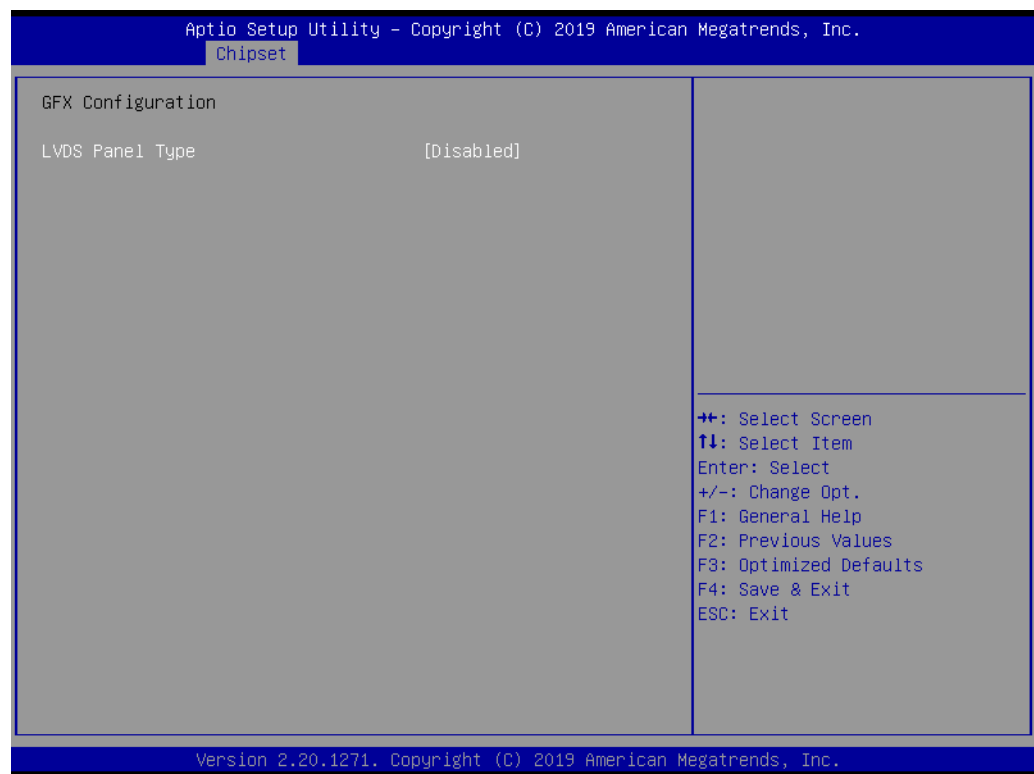 Aptio Setup Utility – Copyright (C) 2019 American Megatrends, Inc.
Chipset
GFX Configuration
LVDS Panel Type [Disabled]
→←: Select Screen
↑↓: Select Item
Enter: Select
+/-: Change Opt.
F1: General Help
F2: Previous Values
F3: Optimized Defaults
F4: Save & Exit
ESC: Exit
Version 2.20.1271. Copyright (C) 2019 American Megatrends, Inc.